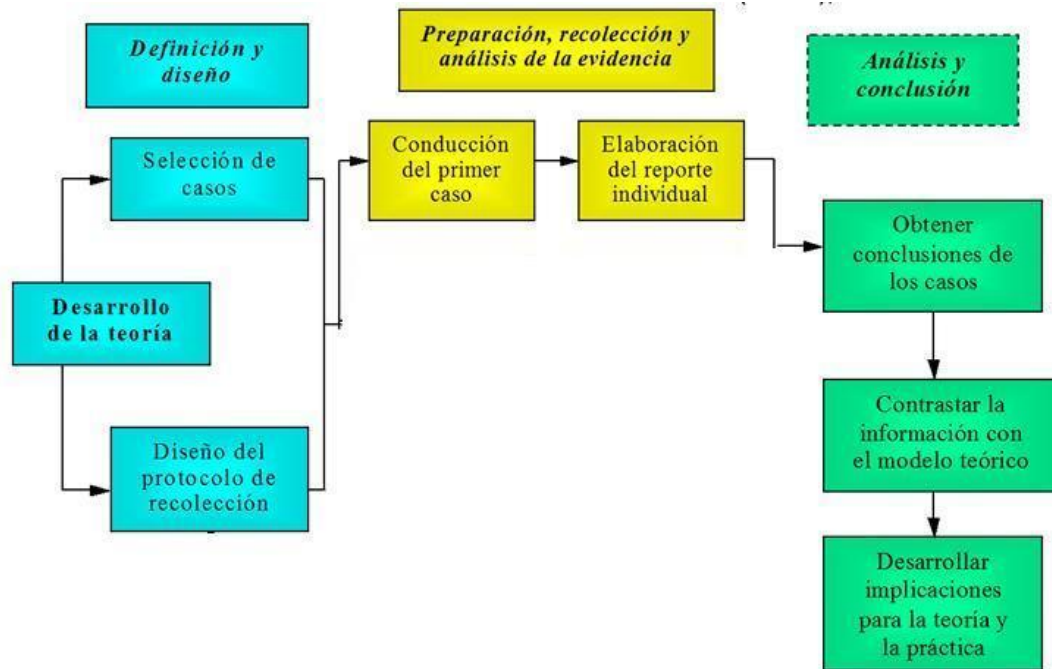 Definición y
diseño
Preparación, recolección y
análisis de la evidencia
Análisis y
conclusión
Selección de
casos
Conducción
del primer
caso
Elaboración
del reporte
individual
Obtener
conclusiones de
los casos
Desarrollo
de la teoría
Contrastar la
información con
el modelo teórico
Diseño del
protocolo de
recolección
Desarrollar
implicaciones
para la teoría y
la práctica